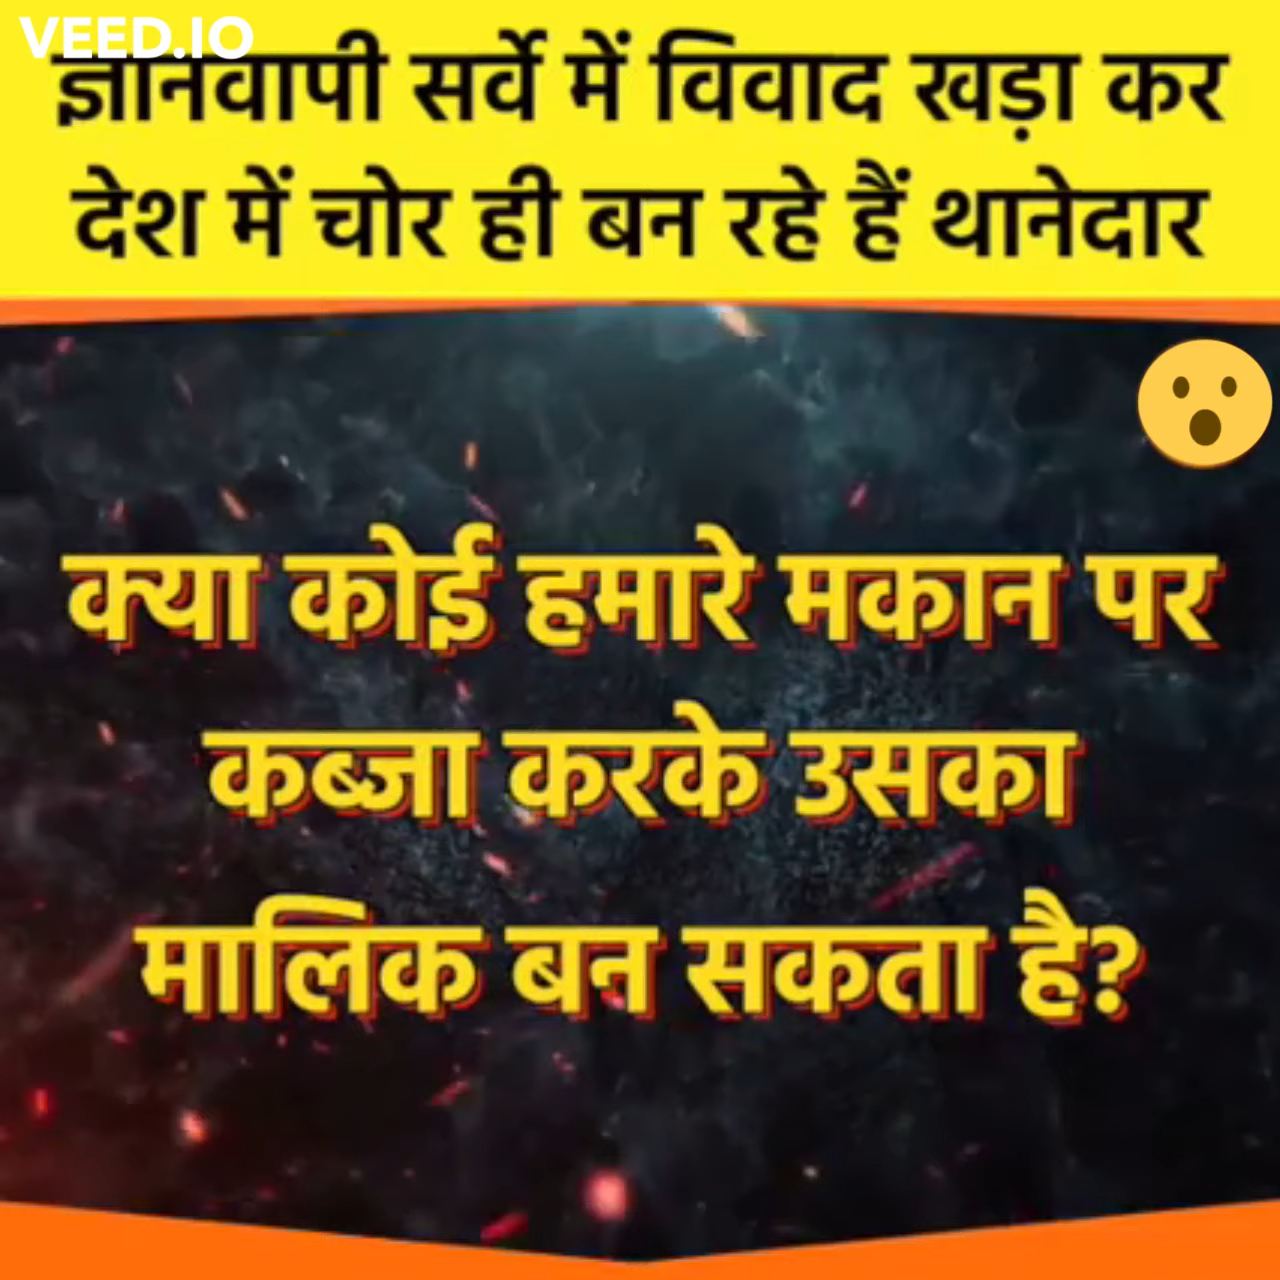 VEED.IO
ज्ञानवापी सर्वे में विवाद खड़ा कर
देश में चोर ही बन रहे हैं थानेदार
क्या कोई हमारे मकान पर
कब्जा करके उसका
मालिक बन सकता है?